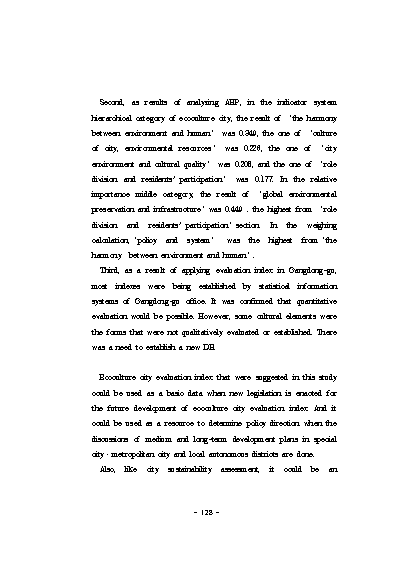 Second, as results of analyzing AHP, in the indicator system
hierarchical category of ecoculture city, the result of 'the harmony
between environment and human' was 0.349, the one of 'culture
of city, environmental resources' was 0.226, the one of 'city
environment and cultural quality' was 0.208, and the one of 'role
division and residents' participation' was 0.177. In the relative
importance middle category, the result of 'global environmental
preservation and infrastructure' was 0.449 . the highest from 'role
division and residents' participation' section. In the weighing
calculation, 'policy and system' was the highest from 'the
harmony between environment and human'.
Third, as a result of applying evaluation index in Gangdong-gu,
most indexes were being established by statistical information
systems of Gangdong-gu office. It was confirmed that quantitative
evaluation would be possible. However, some cultural elements were
the forms that were not qualitatively evaluated or established. There
was a need to establish a new DB.
Ecoculture city evaluation index that were suggested in this study
could be used as a basic data when new legislation is enacted for
the future development of ecoculture city evaluation index. And it
could be used as a resource to determine policy direction when the
discussions of medium and long-term development plans in special
city · metropolitan city and local autonomous districts are done.
Also, like city sustainability assessment, it could be an
- 128 -